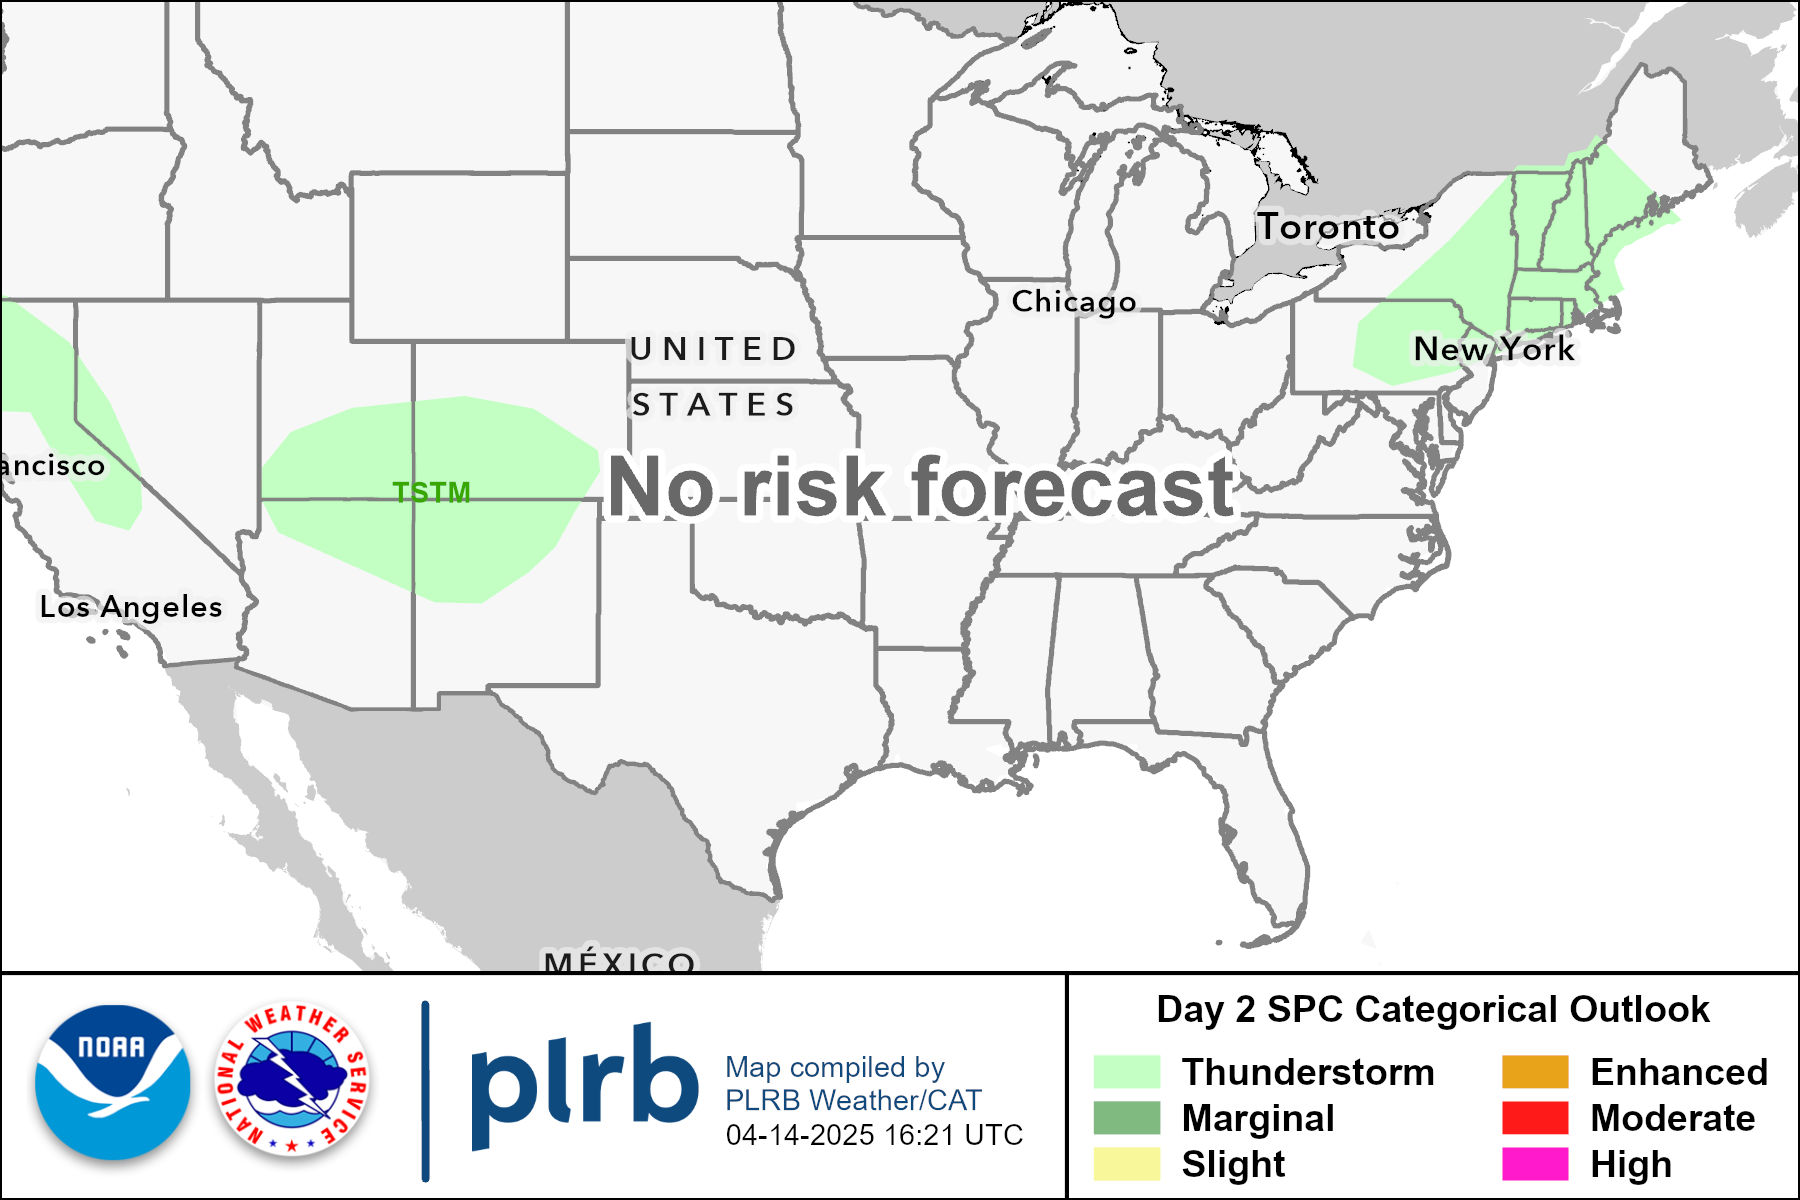 Toronto
Chicago
UNITED
New York
STATES
ancisco
No risk forecast
TSTM
Los Angeles
MÉXICO
NOAA
NATIONAL WEATHER SERVICE
plrb
Map compiled by
PLRB Weather/CAT
04-14-2025 16:21 UTC
Day 2 SPC Categorical Outlook
Thunderstorm
Marginal
Slight
Enhanced
Moderate
High